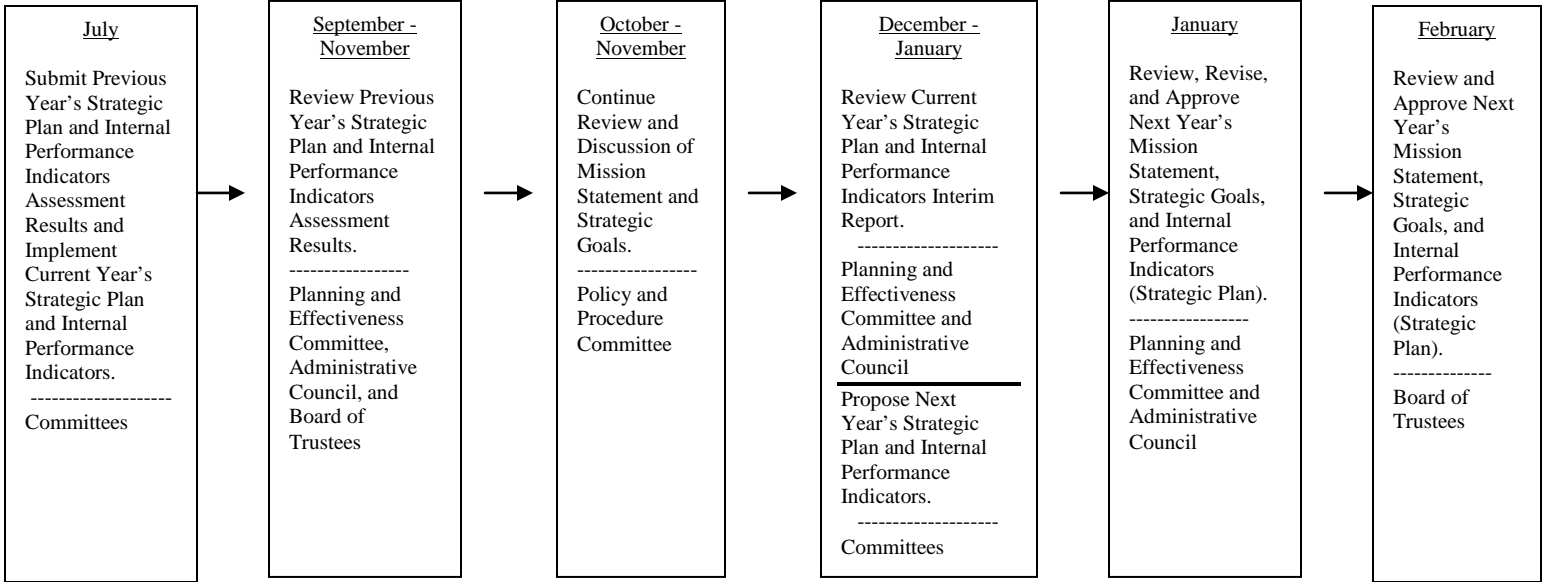 July
Submit Previous
Year’s Strategic
Plan and Internal
Performance
Indicators
Assessment
Results and
Implement
Current Year’s
Strategic Plan
and Internal
Performance
Indicators.
--------------------
Committees
September -
November
Review Previous
Year’s Strategic
Plan and Internal
Performance
Indicators
Assessment
Results.
-----------------
Planning and
Effectiveness
Committee,
Administrative
Council, and
Board of
Trustees
October -
November
Continue
Review and
Discussion of
Mission
Statement and
Strategic
Goals.
-----------------
Policy and
Procedure
Committee
December -
January
Review Current
Year’s Strategic
Plan and Internal
Performance
Indicators Interim
Report.
--------------------
Planning and
Effectiveness
Committee and
Administrative
Council
Propose Next
Year’s Strategic
Plan and Internal
Performance
Indicators.
--------------------
Committees
January
Review, Revise,
and Approve
Next Year’s
Mission
Statement,
Strategic Goals,
and Internal
Performance
Indicators
(Strategic Plan).
-----------------
Planning and
Effectiveness
Committee and
Administrative
Council
February
Review and
Approve Next
Year’s
Mission
Statement,
Strategic
Goals, and
Internal
Performance
Indicators
(Strategic
Plan).
--------------
Board of
Trustees